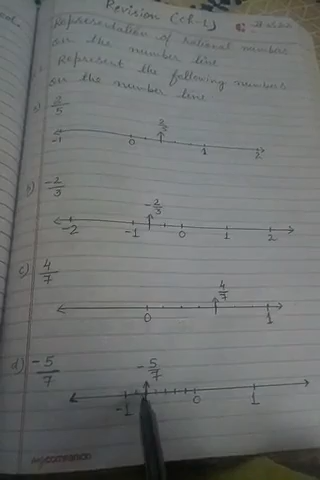 Revision (Ch-1)
Representation of rational numbers
on the number line
Represent the following numbers
on the number line
a) 2/5
2/5
-1 0 1 2
b) -2/3
-2/3
-2 -1 0 1 2
c) 4/7
4/7
0 1
d) -5/7
-5/7
-1 0 1
companion